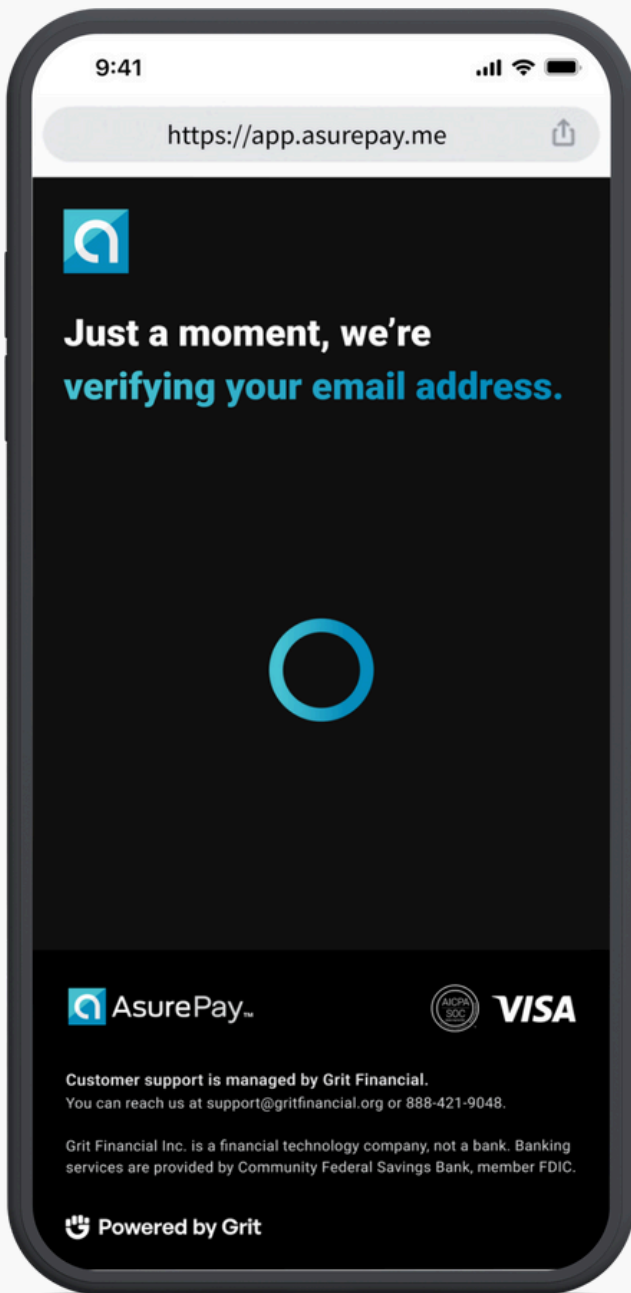 9:41
https://app.asurepay.me
Just a moment, we’re
verifying your email address.
AsurePay™
AICPA
SOC
VISA
Customer support is managed by Grit Financial.
You can reach us at support@gritfinancial.org or 888-421-9048.
Grit Financial Inc. is a financial technology company, not a bank. Banking
services are provided by Community Federal Savings Bank, member FDIC.
Powered by Grit